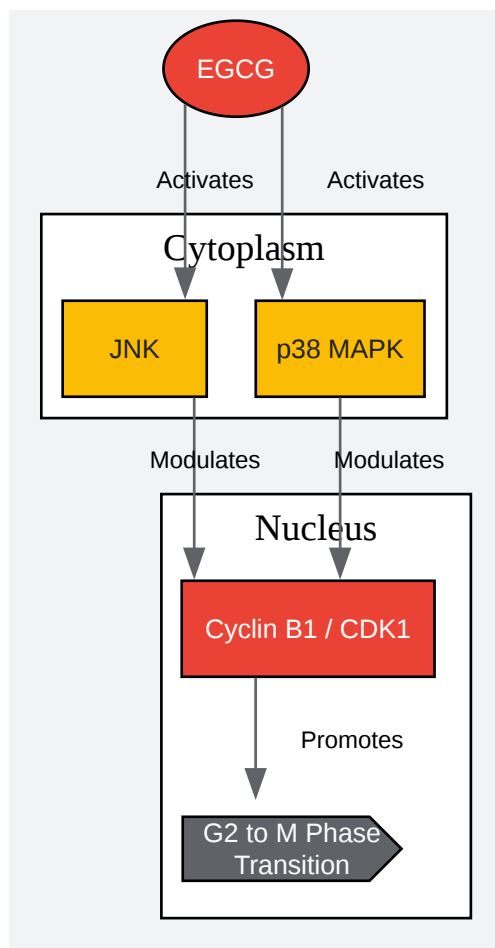 EGCG
Activates
Activates
Cytoplasm
JNK
p38 MAPK
Modulates
Modulates
Nucleus
Cyclin B1 / CDK1
Promotes
G2 to M Phase
Transition